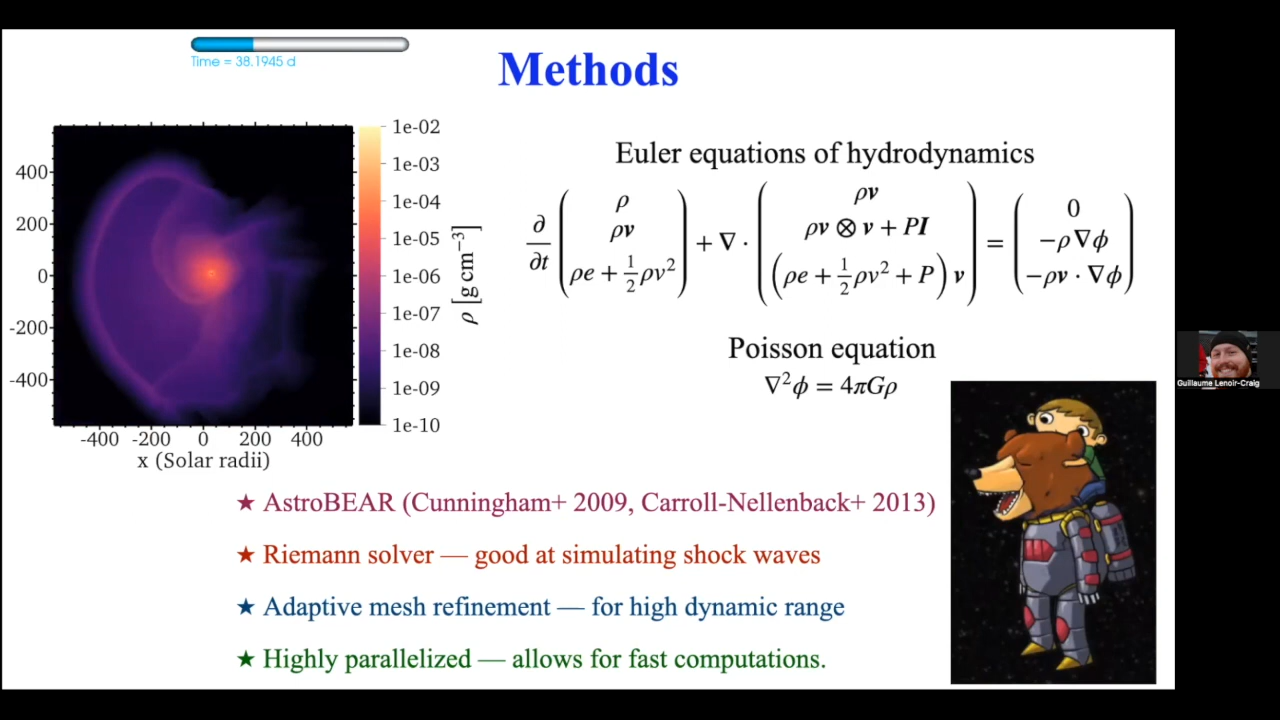 Time = 38.1945 d
Methods
400
200
0
-200
-400
-400 -200 0 200 400
x (Solar radii)
1e-02
1e-03
1e-04
1e-05
1e-06
1e-07
1e-08
1e-09
1e-10
ρ [g cm⁻³]
Euler equations of hydrodynamics
∂/∂t (ρ, ρv, ρe + ½ρv²) + ∇ · (ρv, ρv ⊗ v + PI, (ρe + ½ρv² + P) v) = (0, −ρ∇ϕ, −ρv · ∇ϕ)
Poisson equation
∇²ϕ = 4πGρ
★ AstroBEAR (Cunningham+ 2009, Carroll-Nellenback+ 2013)
★ Riemann solver — good at simulating shock waves
★ Adaptive mesh refinement — for high dynamic range
★ Highly parallelized — allows for fast computations.
Guillaume Lenoir-Craig